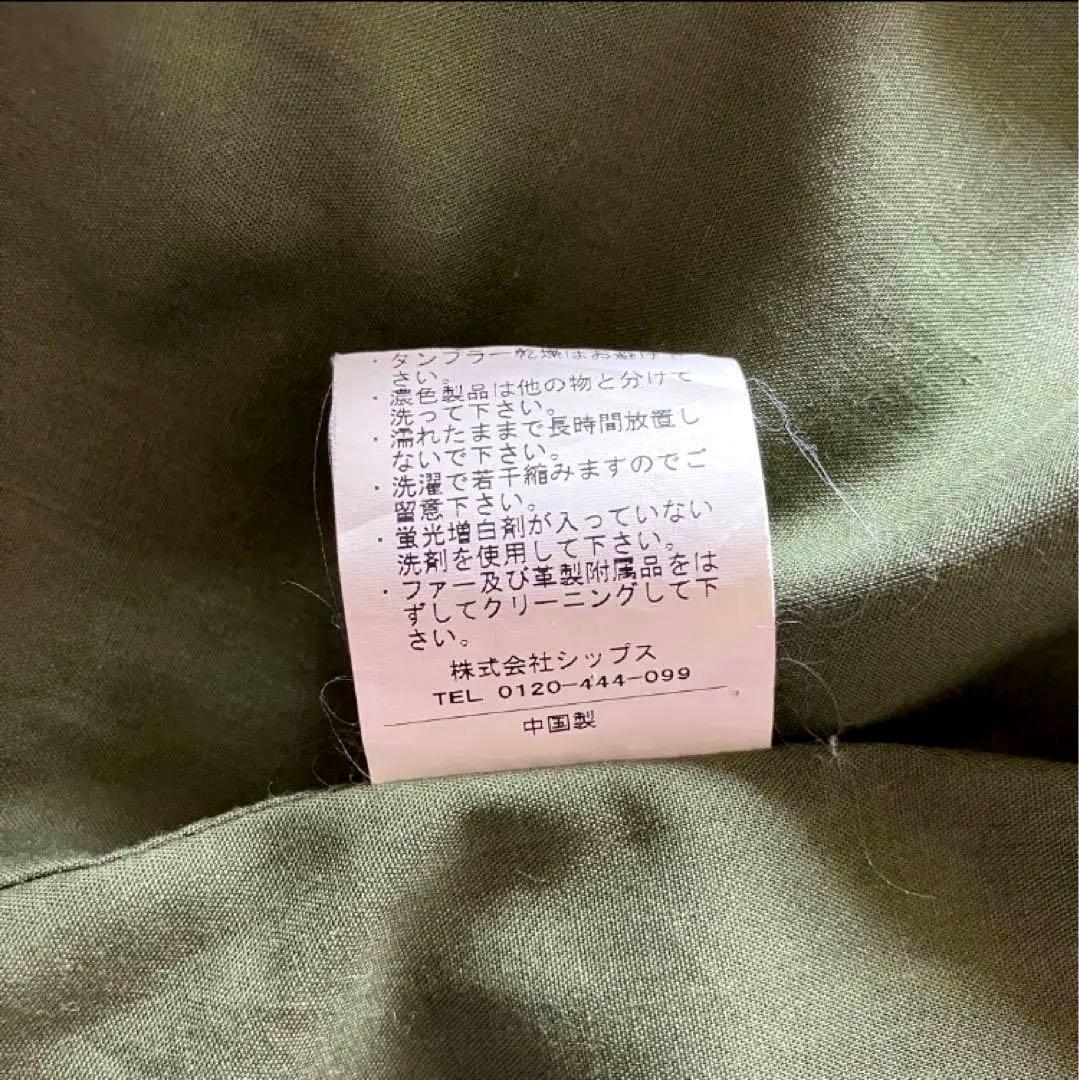 ・タンブラー乾燥はお避け下
さい。
・濃色製品は他の物と分けて
洗って下さい。
・濡れたままで長時間放置し
ないで下さい。
・洗濯で若干縮みますのでご
留意下さい。
・蛍光増白剤が入っていない
洗剤を使用して下さい。
・ファー及び革製附属品をは
ずしてクリーニングして下
さい。
株式会社シップス
TEL 0120-444-099
中国製